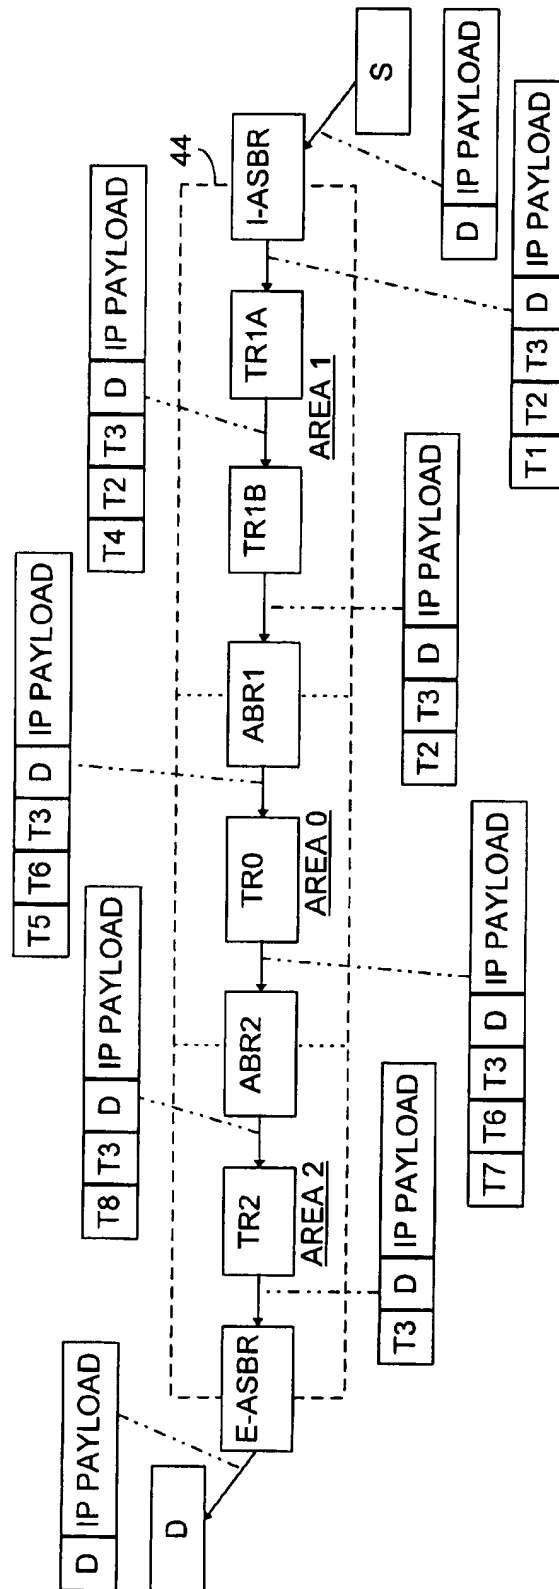 D IP PAYLOAD
D
E-ASBR
T3 D IP PAYLOAD
TR2
AREA 2
T8 T3 D IP PAYLOAD
ABR2
T7 T6 T3 D IP PAYLOAD
TR0
AREA 0
T5 T6 T3 D IP PAYLOAD
ABR1
T2 T3 D IP PAYLOAD
TR1B
AREA 1
T4 T2 T3 D IP PAYLOAD
TR1A
T1 T2 T3 D IP PAYLOAD
I-ASBR
44
D IP PAYLOAD
S